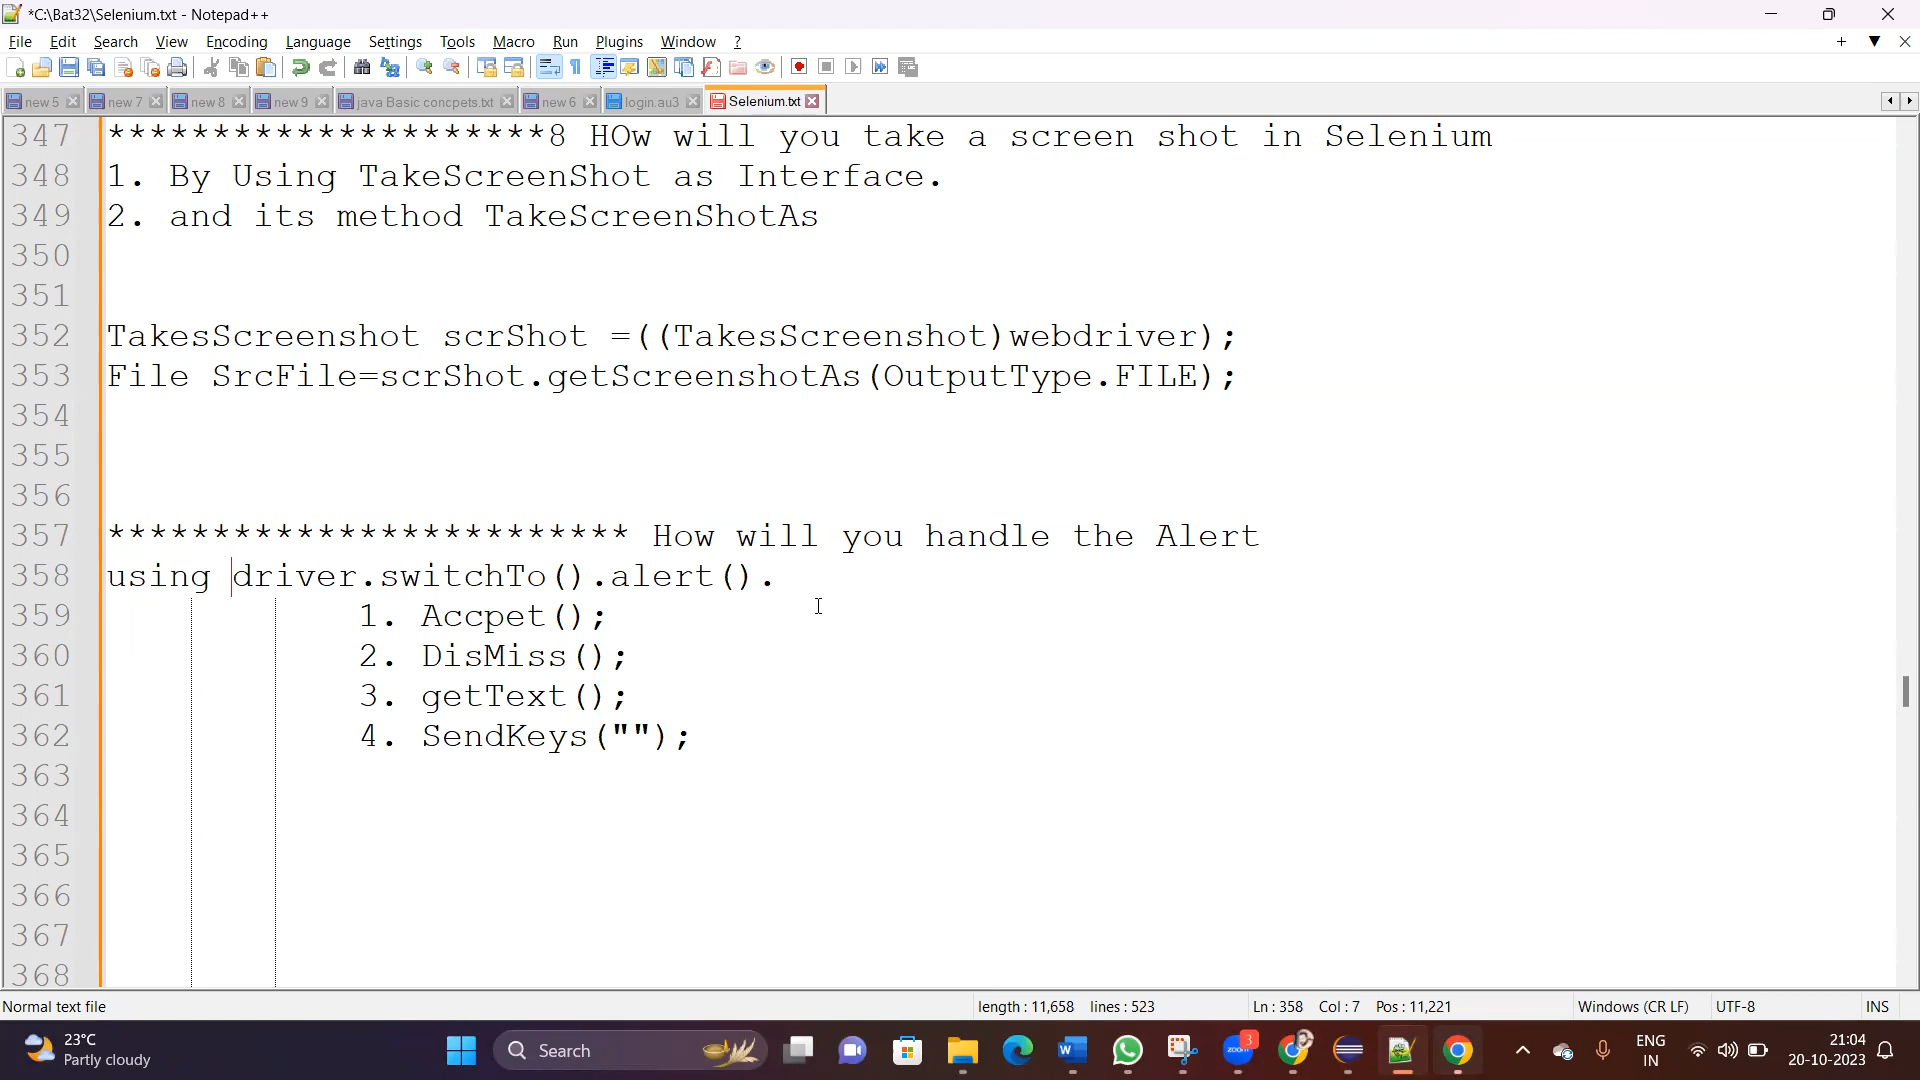 *C:\Bat32\Selenium.txt - Notepad++
File Edit Search View Encoding Language Settings Tools Macro Run Plugins Window ?
new 5 new 7 new 8 new 9 java Basic concpets.txt new 6 login.au3 Selenium.txt
347 *********************8 HOw will you take a screen shot in Selenium
348 1. By Using TakeScreenShot as Interface.
349 2. and its method TakeScreenShotAs
350
351
352 TakesScreenshot scrShot =((TakesScreenshot)webdriver);
353 File SrcFile=scrShot.getScreenshotAs(OutputType.FILE);
354
355
356
357 ************************* How will you handle the Alert
358 using driver.switchTo().alert().
359 1. Accpet();
360 2. DisMiss();
361 3. getText();
362 4. SendKeys("");
363
364
365
366
367
368
Normal text file length : 11,658 lines : 523 Ln : 358 Col : 7 Pos : 11,221 Windows (CR LF) UTF-8 INS
23°C
Partly cloudy
Search
zoom
3
ENG
IN
21:04
20-10-2023